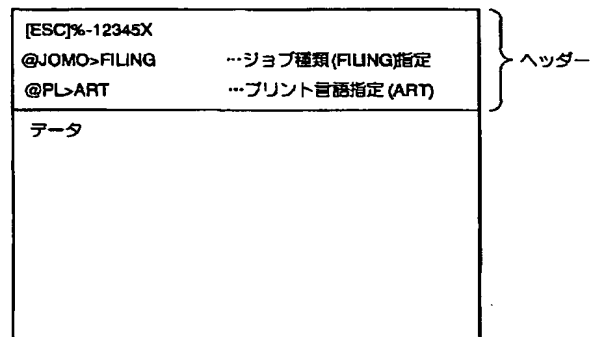 [ESC]%-12345X
@JOMO>FILING …ジョブ種類(FILING)指定
@PL>ART …プリント言語指定(ART)
ヘッダー
データ